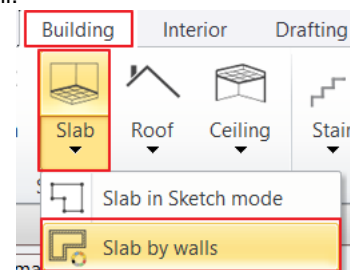 Building Interior Drafting
Slab Roof Ceiling Stair
Slab in Sketch mode
Slab by walls